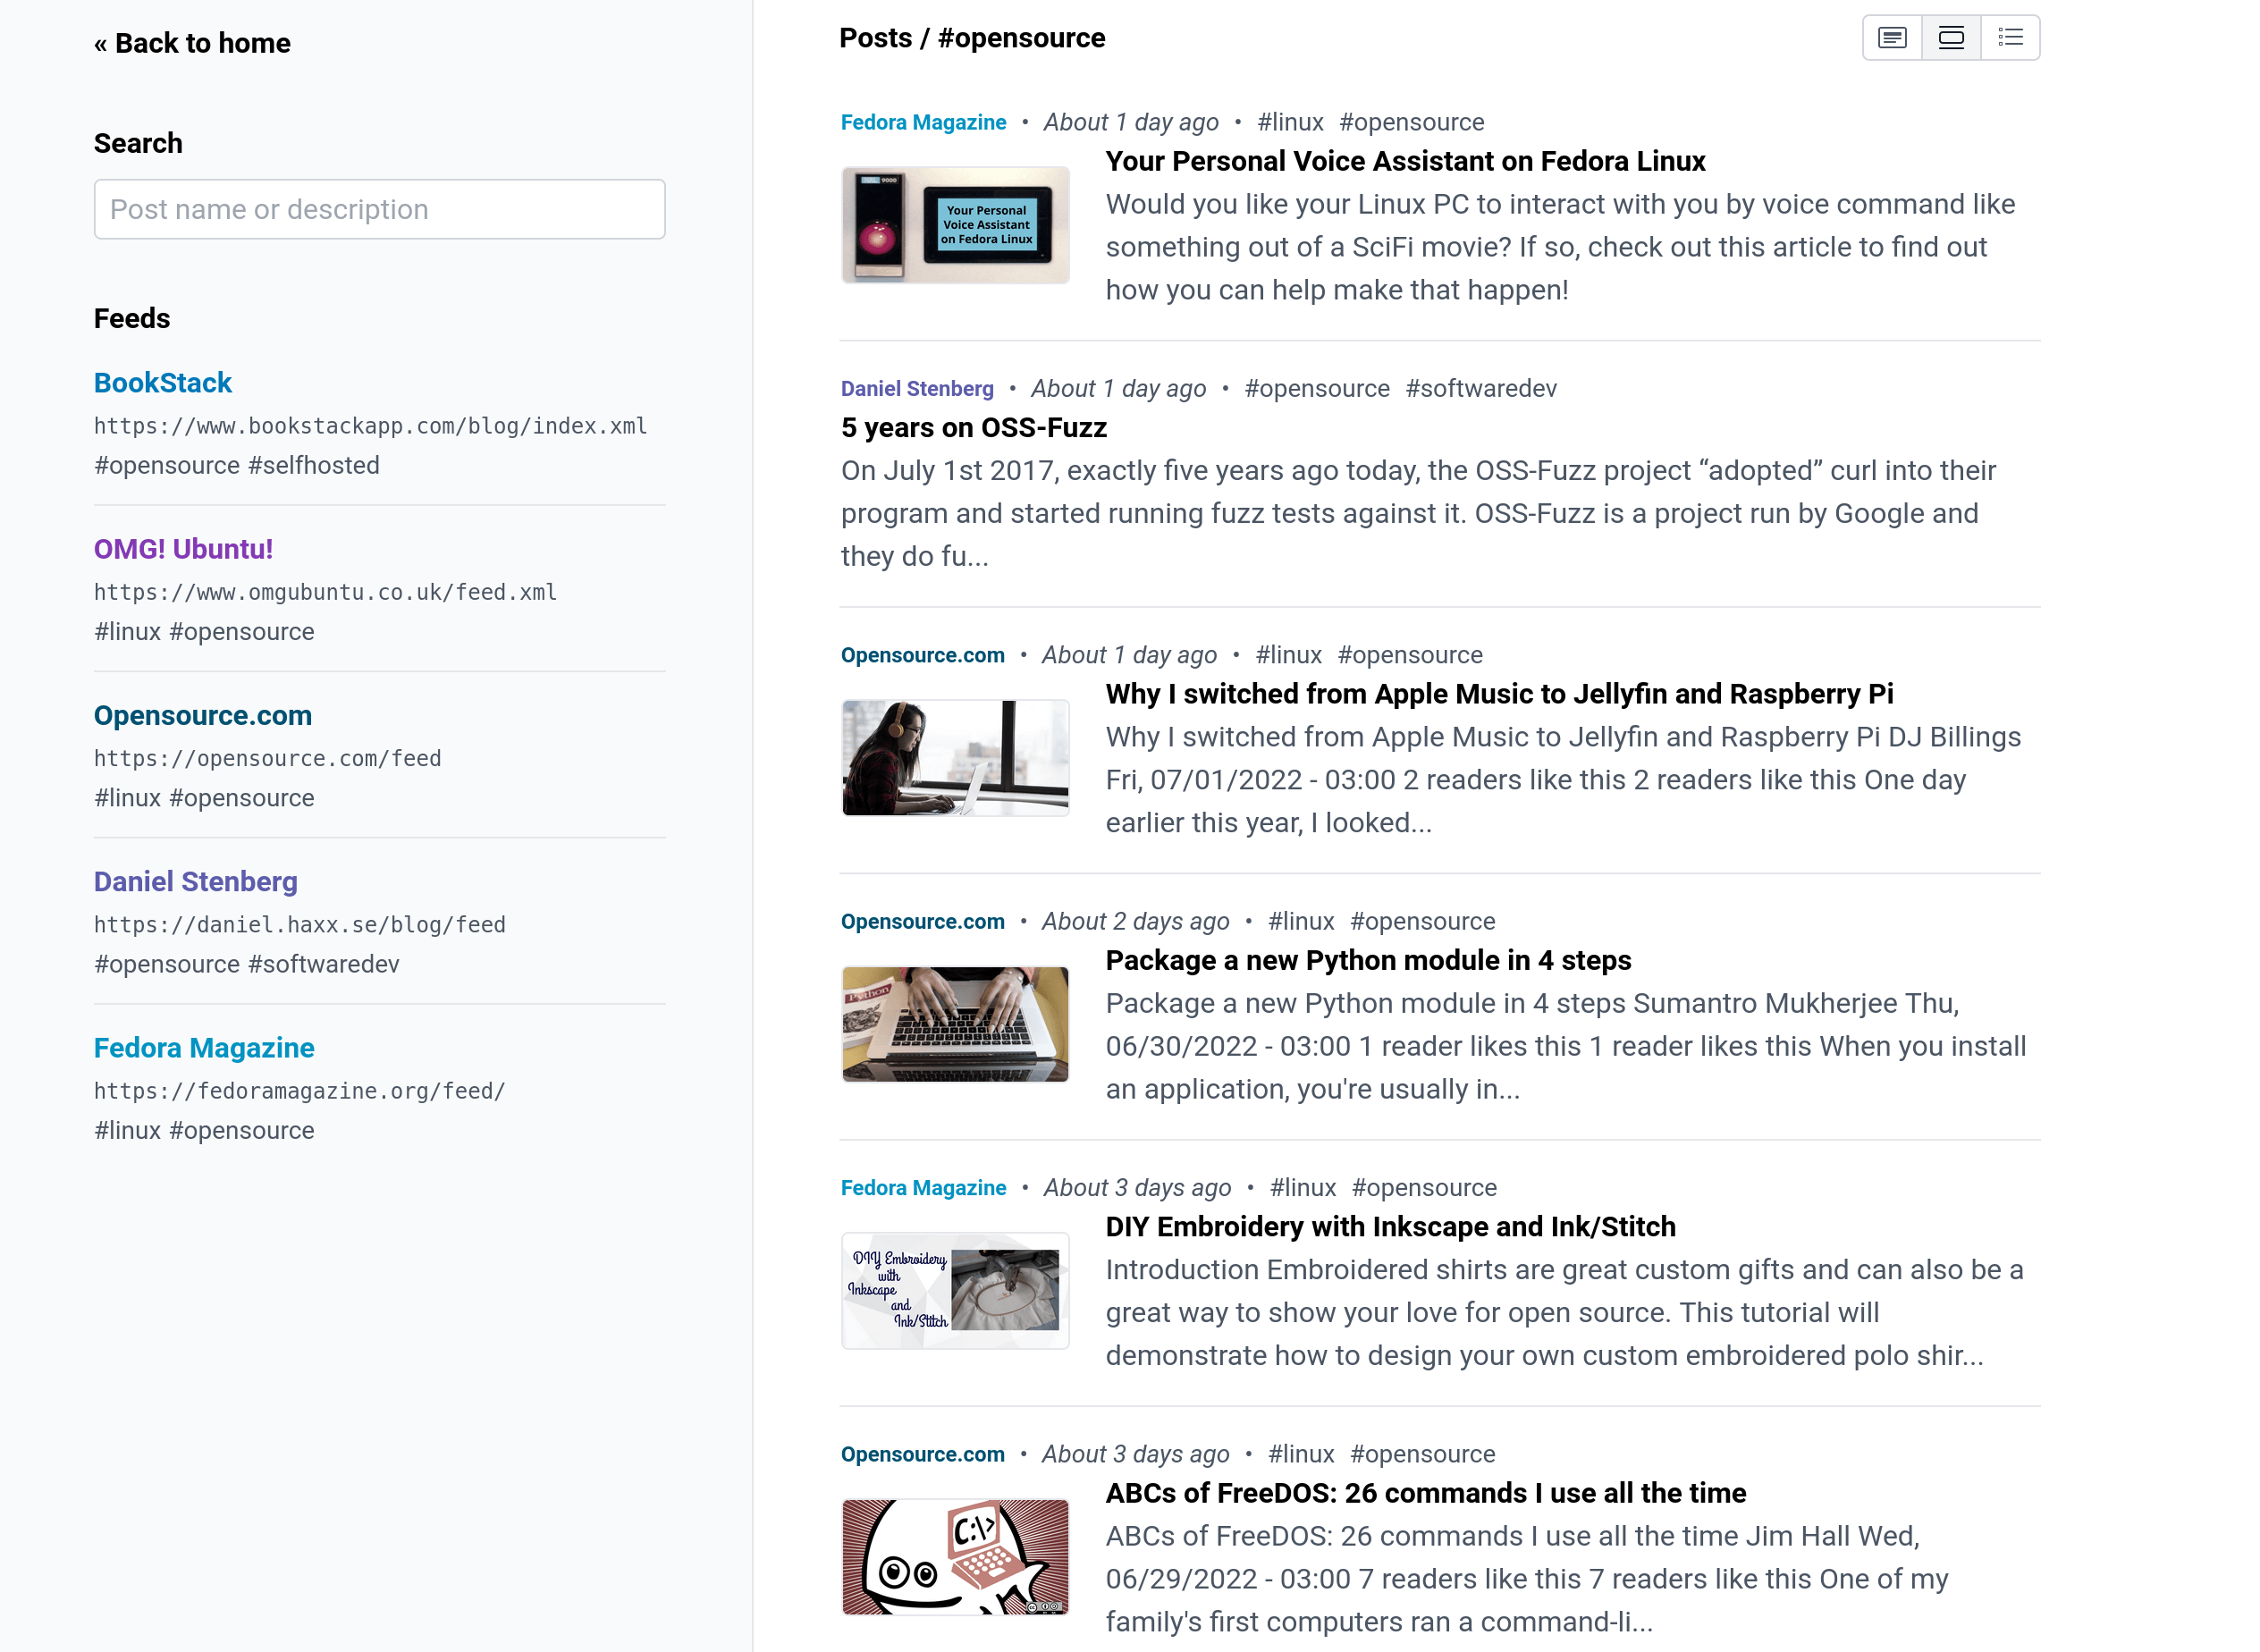 « Back to home
Search
Post name or description
Feeds
BookStack
https://www.bookstackapp.com/blog/index.xml
#opensource #selfhosted
OMG! Ubuntu!
https://www.omgubuntu.co.uk/feed.xml
#linux #opensource
Opensource.com
https://opensource.com/feed
#linux #opensource
Daniel Stenberg
https://daniel.haxx.se/blog/feed
#opensource #softwaredev
Fedora Magazine
https://fedoramagazine.org/feed/
#linux #opensource
Posts / #opensource
Fedora Magazine • About 1 day ago • #linux #opensource
9000
Your Personal
Voice Assistant
on Fedora Linux
Your Personal Voice Assistant on Fedora Linux
Would you like your Linux PC to interact with you by voice command like
something out of a SciFi movie? If so, check out this article to find out
how you can help make that happen!
Daniel Stenberg • About 1 day ago • #opensource #softwaredev
5 years on OSS-Fuzz
On July 1st 2017, exactly five years ago today, the OSS-Fuzz project “adopted” curl into their
program and started running fuzz tests against it. OSS-Fuzz is a project run by Google and
they do fu...
Opensource.com • About 1 day ago • #linux #opensource
Why I switched from Apple Music to Jellyfin and Raspberry Pi
Why I switched from Apple Music to Jellyfin and Raspberry Pi DJ Billings
Fri, 07/01/2022 - 03:00 2 readers like this 2 readers like this One day
earlier this year, I looked...
Opensource.com • About 2 days ago • #linux #opensource
Python
Package a new Python module in 4 steps
Package a new Python module in 4 steps Sumantro Mukherjee Thu,
06/30/2022 - 03:00 1 reader likes this 1 reader likes this When you install
an application, you're usually in...
Fedora Magazine • About 3 days ago • #linux #opensource
DIY Embroidery
with
Inkscape
and
Ink/Stitch
DIY Embroidery with Inkscape and Ink/Stitch
Introduction Embroidered shirts are great custom gifts and can also be a
great way to show your love for open source. This tutorial will
demonstrate how to design your own custom embroidered polo shir...
Opensource.com • About 3 days ago • #linux #opensource
C:\>
ABCs of FreeDOS: 26 commands I use all the time
ABCs of FreeDOS: 26 commands I use all the time Jim Hall Wed,
06/29/2022 - 03:00 7 readers like this 7 readers like this One of my
family's first computers ran a command-li...